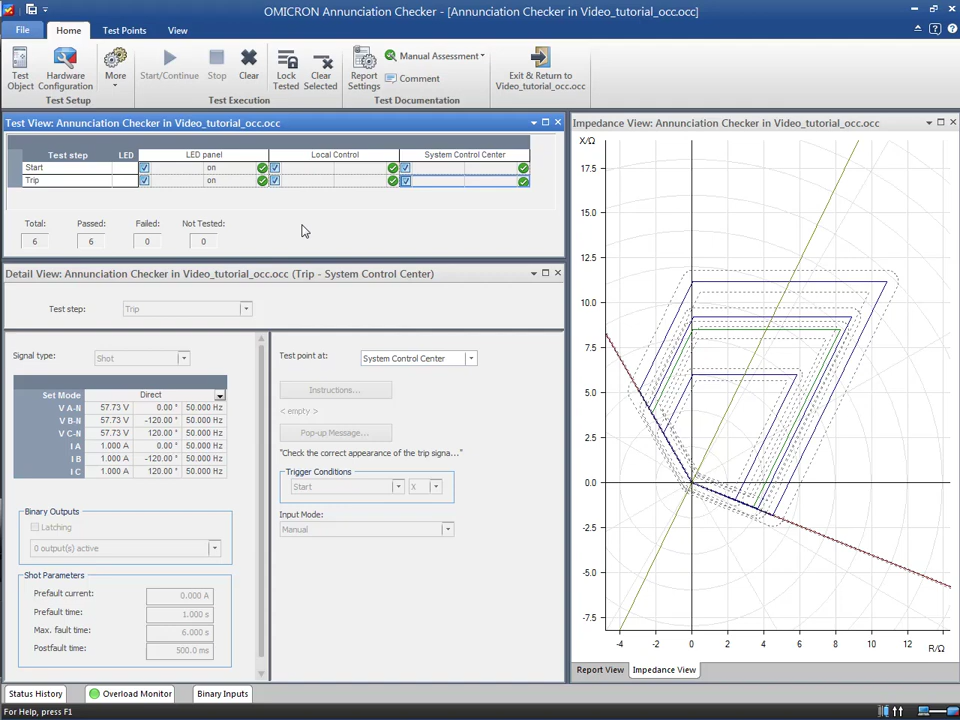 OMICRON Annunciation Checker - [Annunciation Checker in Video_tutorial_occ.occ]
File Home Test Points View
Test Object
Hardware Configuration
More
Start/Continue
Stop
Clear
Lock Tested
Clear Selected
Report Settings
Manual Assessment
Comment
Exit & Return to Video_tutorial_occ.occ
Test Setup Test Execution Test Documentation
Test View: Annunciation Checker in Video_tutorial_occ.occ
Test step LED LED panel Local Control System Control Center
Start on
Trip on
Total: Passed: Failed: Not Tested:
6 6 0 0
Detail View: Annunciation Checker in Video_tutorial_occ.occ (Trip - System Control Center)
Test step: Trip
Signal type: Shot
Set Mode Direct
V A-N 57.73 V 0.00 ° 50.000 Hz
V B-N 57.73 V -120.00 ° 50.000 Hz
V C-N 57.73 V 120.00 ° 50.000 Hz
I A 1.000 A 0.00 ° 50.000 Hz
I B 1.000 A -120.00 ° 50.000 Hz
I C 1.000 A 120.00 ° 50.000 Hz
Binary Outputs
Latching
0 output(s) active
Shot Parameters
Prefault current: 0.000 A
Prefault time: 1.000 s
Max. fault time: 6.000 s
Postfault time: 500.0 ms
Test point at: System Control Center
Instructions...
< empty >
Pop-up Message...
"Check the correct appearance of the trip signa..."
Trigger Conditions
Start X
Input Mode:
Manual
Impedance View: Annunciation Checker in Video_tutorial_occ.occ
X/Ω
17.5
15.0
12.5
10.0
7.5
5.0
2.5
0.0
-2.5
-5.0
-7.5
-4 -2 0 2 4 6 8 10 12
R/Ω
Report View Impedance View
Status History Overload Monitor Binary Inputs
For Help, press F1